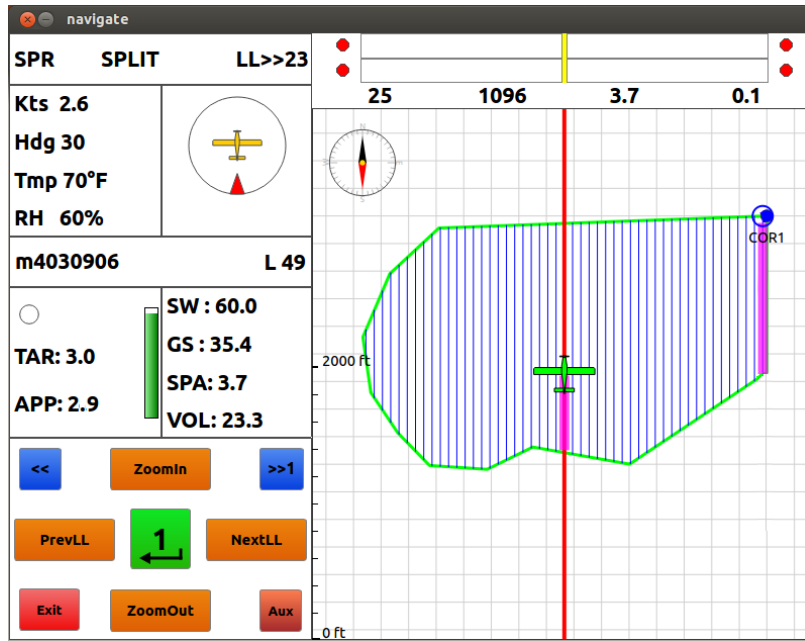 navigate
SPR SPLIT LL>>23
25 1096 3.7 0.1
Kts 2.6
Hdg 30
Tmp 70°F
RH 60%
m4030906 L 49
TAR: 3.0
APP: 2.9
SW : 60.0
GS : 35.4
SPA: 3.7
VOL: 23.3
<< ZoomIn >>1
PrevLL 1 NextLL
Exit ZoomOut Aux
N
COR1
2000 ft
0 ft